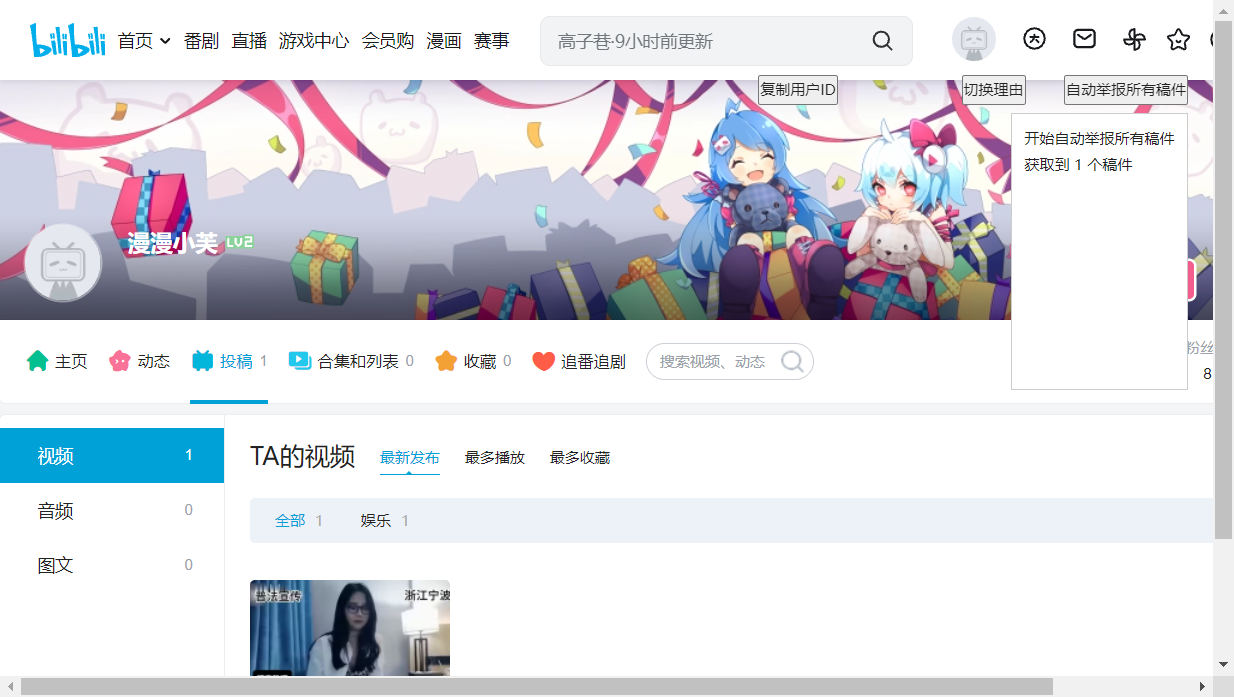 bilibili 首页 番剧 直播 游戏中心 会员购 漫画 赛事 高子巷·9小时前更新
复制用户ID 切换理由 自动举报所有稿件
开始自动举报所有稿件
获取到 1 个稿件
漫漫小芙 LV2
主页 动态 投稿 1 合集和列表 0 收藏 0 追番追剧 搜索视频、动态 粉丝
8
视频 1
音频 0
图文 0
TA的视频 最新发布 最多播放 最多收藏
全部 1 娱乐 1
普法宣传 浙江宁波